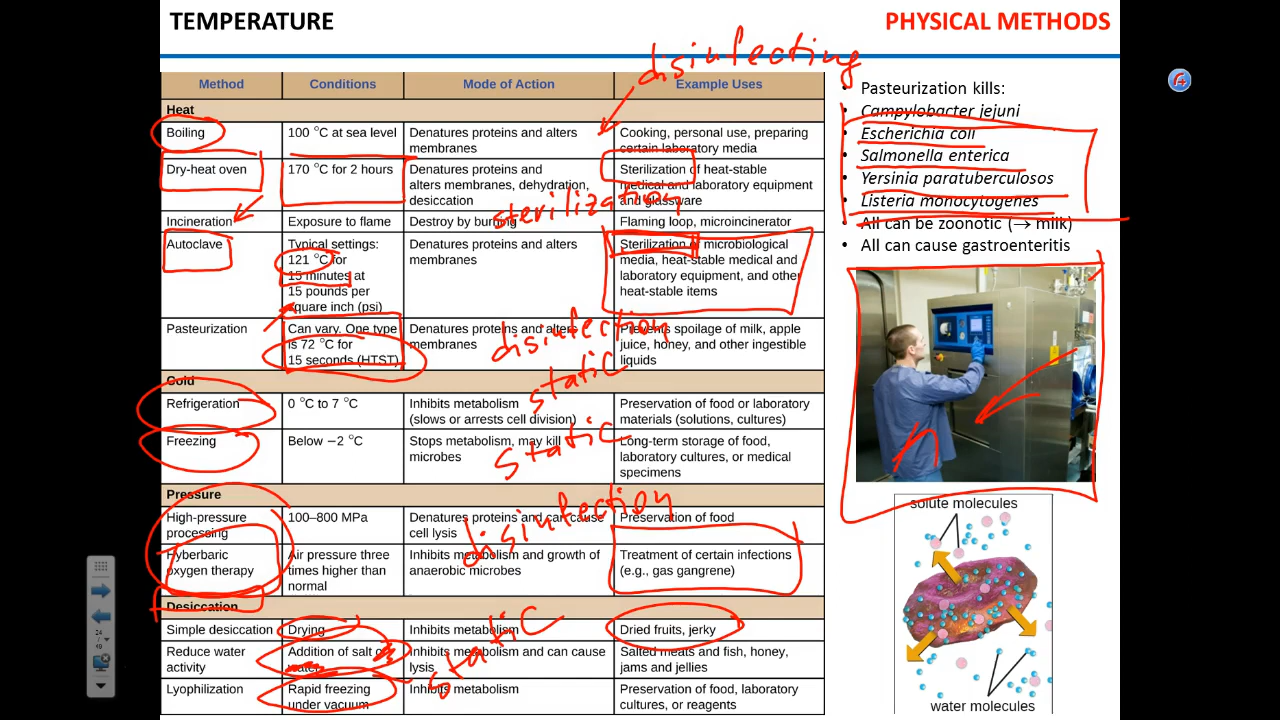 TEMPERATURE
PHYSICAL METHODS
disinfecting
Method Conditions Mode of Action Example Uses
Heat
Boiling 100 °C at sea level Denatures proteins and alters Cooking, personal use, preparing
membranes certain laboratory media
Dry-heat oven 170 °C for 2 hours Denatures proteins and Sterilization of heat-stable
alters membranes, dehydration, medical and laboratory equipment
desiccation and glassware
sterilization
Incineration Exposure to flame Destroy by burning Flaming loop, microincinerator
Autoclave Typical settings: Denatures proteins and alters Sterilization of microbiological
121 °C for membranes media, heat-stable medical and
15 minutes at laboratory equipment, and other
15 pounds per heat-stable items
square inch (psi)
Pasteurization Can vary. One type Denatures proteins and alters Prevents spoilage of milk, apple
is 72 °C for membranes juice, honey, and other ingestible
15 seconds (HTST) liquids
disinfection
Cold
static
Refrigeration 0 °C to 7 °C Inhibits metabolism Preservation of food or laboratory
(slows or arrests cell division) materials (solutions, cultures)
Freezing Below −2 °C Stops metabolism, may kill Long-term storage of food,
microbes laboratory cultures, or medical
specimens
static
Pressure
High-pressure 100–800 MPa Denatures proteins and can cause Preservation of food
processing cell lysis
disinfection
Hyberbaric Air pressure three Inhibits metabolism and growth of Treatment of certain infections
oxygen therapy times higher than anaerobic microbes (e.g., gas gangrene)
normal
Desiccation
Simple desiccation Drying Inhibits metabolism Dried fruits, jerky
Reduce water Addition of salt or Inhibits metabolism and can cause Salted meats and fish, honey,
activity water lysis jams and jellies
static
Lyophilization Rapid freezing Inhibits metabolism Preservation of food, laboratory
under vacuum cultures, or reagents
• Pasteurization kills:
• Campylobacter jejuni
• Escherichia coli
• Salmonella enterica
• Yersinia paratuberculosos
• Listeria monocytogenes
• All can be zoonotic (→ milk)
• All can cause gastroenteritis
solute molecules
water molecules
24
/
49